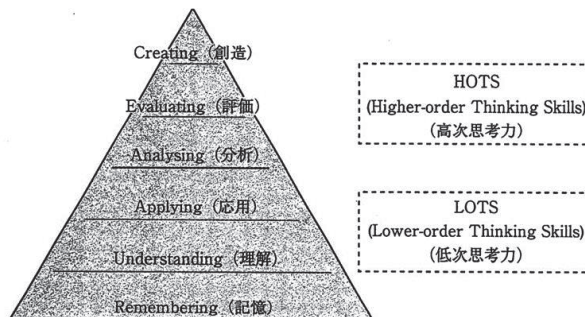 Creating（創造）
Evaluating（評価）
Analysing（分析）
Applying（応用）
Understanding（理解）
Remembering（記憶）
HOTS
(Higher-order Thinking Skills)
（高次思考力）
LOTS
(Lower-order Thinking Skills)
（低次思考力）